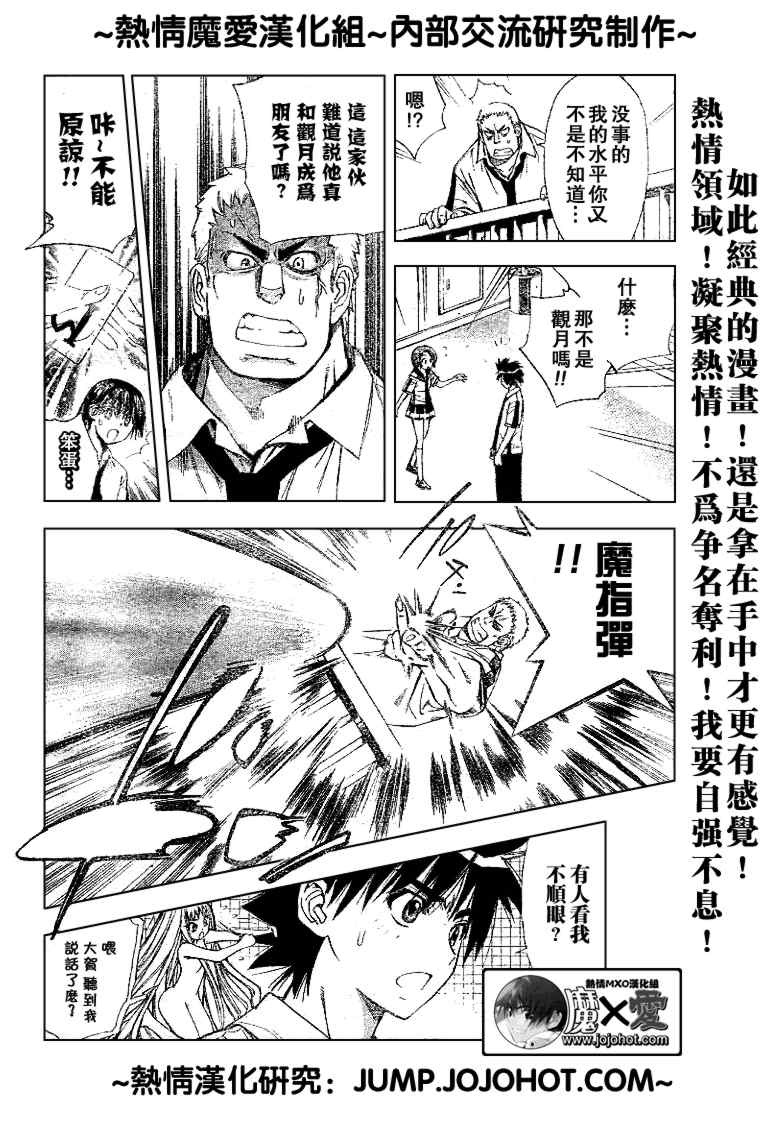 ~熱情魔愛漢化組~內部交流研究制作~
如此經典的漫畫！還是拿在手中才更有感覺！
熱情領域！凝聚熱情！不爲争名奪利！我要自强不息！
没事的
我的水平你又
不是不知道…
嗯!?
什麽…
那不是
觀月嗎!!
這 這家伙
難道説他真
和觀月成爲
朋友了嗎？
咔~不能
原諒!!
笨蛋…
魔指彈
!!
有人看我
不順眼？
喂
大賀 聽到我
説話了麽？
熱情MXO漢化組
魔×愛
www.jojohot.com
~熱情漢化研究：JUMP.JOJOHOT.COM~